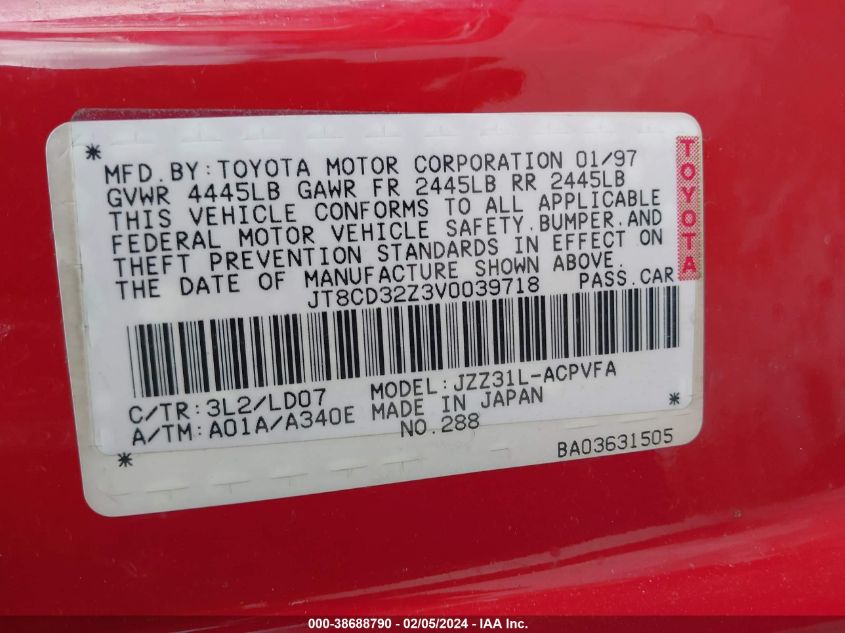 * MFD.BY:TOYOTA MOTOR CORPORATION 01/97
GVWR 4445LB GAWR FR 2445LB RR 2445LB
THIS VEHICLE CONFORMS TO ALL APPLICABLE
FEDERAL MOTOR VEHICLE SAFETY.BUMPER.AND
THEFT PREVENTION STANDARDS IN EFFECT ON
THE DATE OF MANUFACTURE SHOWN ABOVE.
JT8CD32Z3V0039718 PASS.CAR
TOYOTA
C/TR:3L2/LD07 MODEL:JZZ31L-ACPVFA
A/TM:A01A/A340E MADE IN JAPAN *
NO.288
* BA03631505
000-38688790 - 02/05/2024 - IAA Inc.